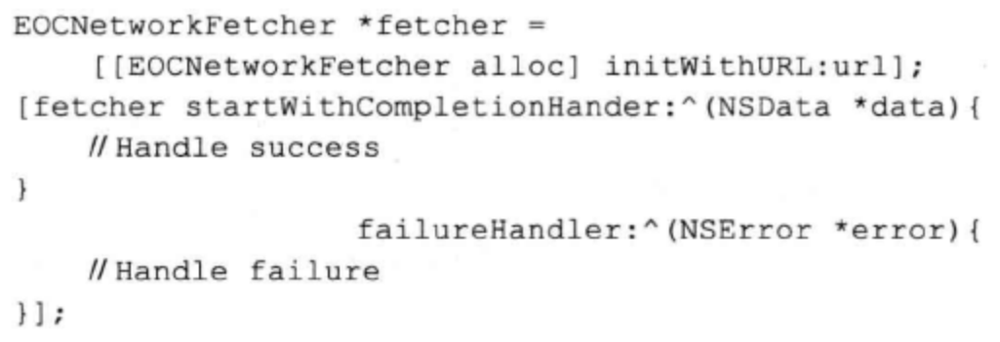 EOCNetworkFetcher *fetcher =
    [[EOCNetworkFetcher alloc] initWithURL:url];
[fetcher startWithCompletionHander:^(NSData *data){
    // Handle success
}
                  failureHandler:^(NSError *error){
    // Handle failure
}];